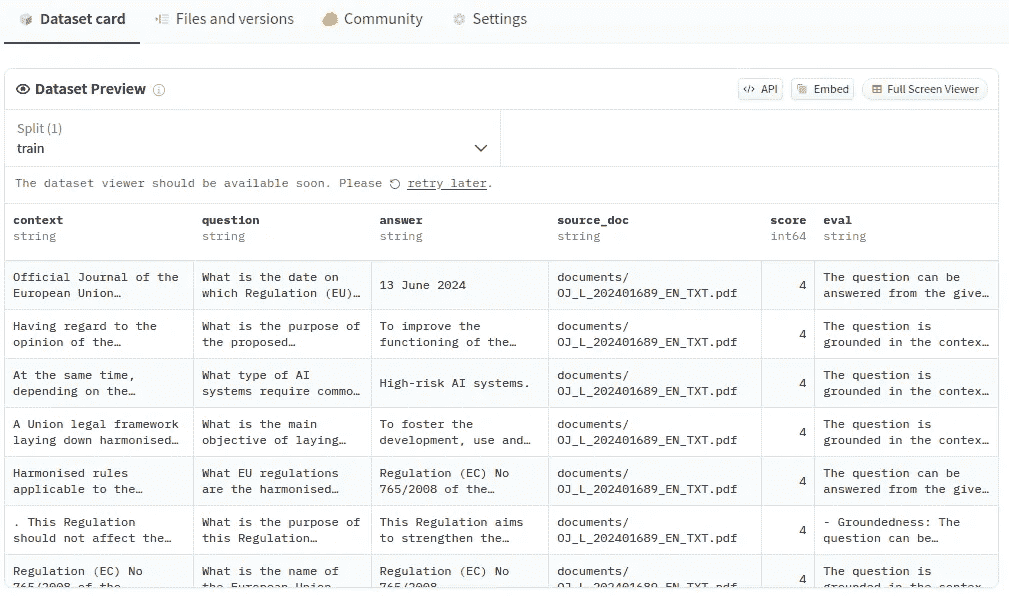 Dataset card Files and versions Community Settings
Dataset Preview
API Embed Full Screen Viewer
Split (1)
train
The dataset viewer should be available soon. Please retry later.
context question answer source_doc score eval
string string string string int64 string
Official Journal of the What is the date on 13 June 2024 documents/ 4 The question can be
European Union… which Regulation (EU)… OJ_L_202401689_EN_TXT.pdf answered from the give…
Having regard to the What is the purpose of To improve the documents/ 4 The question is
opinion of the… the proposed… functioning of the… OJ_L_202401689_EN_TXT.pdf grounded in the contex…
At the same time, What type of AI High-risk AI systems. documents/ 4 The question is
depending on the… systems require commo… OJ_L_202401689_EN_TXT.pdf grounded in the contex…
A Union legal framework What is the main To foster the documents/ 4 The question is
laying down harmonised… objective of laying… development, use and… OJ_L_202401689_EN_TXT.pdf grounded in the contex…
Harmonised rules What EU regulations Regulation (EC) No documents/ 4 The question can be
applicable to the… are the harmonised… 765/2008 of the… OJ_L_202401689_EN_TXT.pdf answered from the give…
. This Regulation What is the purpose of This Regulation aims documents/ 4 - Groundedness: The
should not affect the… this Regulation… to strengthen the… OJ_L_202401689_EN_TXT.pdf question can be…
Regulation (EC) No What is the name of Regulation (EC) No documents/ 4 The question is
765/2008 of the… the European Union… 765/2008… OJ_L_202401689_EN_TXT.pdf grounded in the contex…